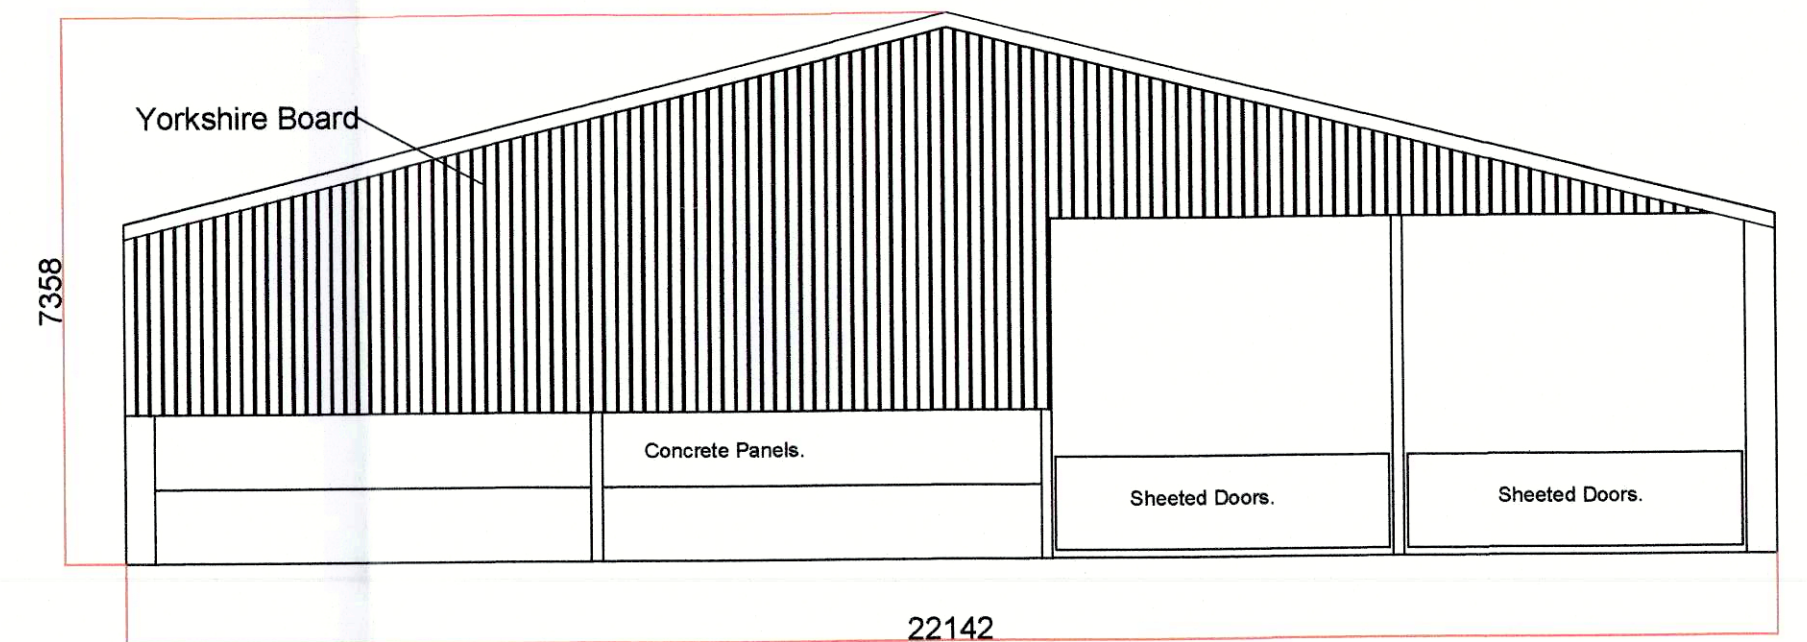 Yorkshire Board
7358
Concrete Panels.
Sheeted Doors.
Sheeted Doors.
22142